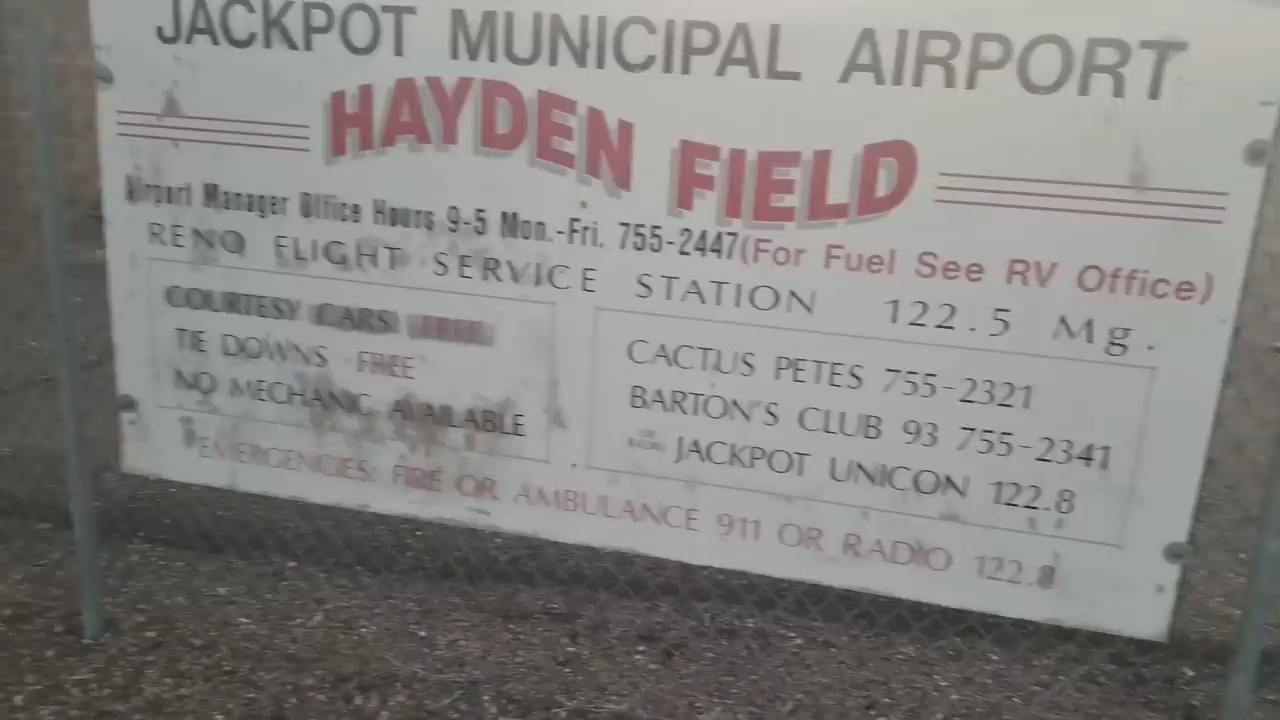 JACKPOT MUNICIPAL AIRPORT
HAYDEN FIELD
Airport Manager Office Hours 9-5 Mon.-Fri. 755-2447(For Fuel See RV Office)
RENO FLIGHT SERVICE STATION 122.5 Mg.
COURTESY CARS FREE
TIE DOWNS FREE
NO MECHANIC AVAILABLE
CACTUS PETES 755-2321
BARTON'S CLUB 93 755-2341
JACKPOT UNICON 122.8
EMERGENCIES: FIRE OR AMBULANCE 911 OR RADIO 122.8